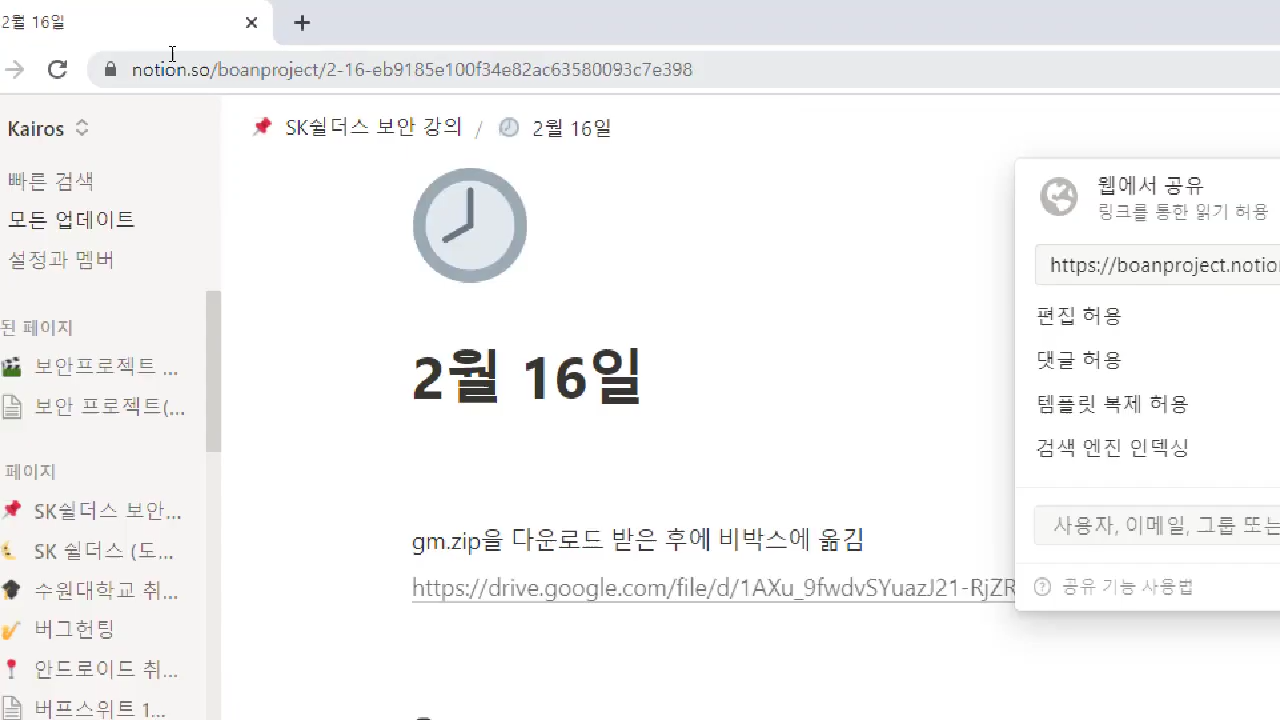 2월 16일
notion.so/boanproject/2-16-eb9185e100f34e82ac63580093c7e398
Kairos
SK쉴더스 보안 강의 / 2월 16일
빠른 검색
모든 업데이트
설정과 멤버
된 페이지
보안프로젝트 ...
보안 프로젝트(...
페이지
SK쉴더스 보안...
SK 쉴더스 (도...
수원대학교 취...
버그헌팅
안드로이드 취...
버프스위트 1...
2월 16일
gm.zip을 다운로드 받은 후에 비박스에 옮김
https://drive.google.com/file/d/1AXu_9fwdvSYuazJ21-RjZR
웹에서 공유
링크를 통한 읽기 허용
https://boanproject.notion
편집 허용
댓글 허용
템플릿 복제 허용
검색 엔진 인덱싱
사용자, 이메일, 그룹 또는
공유 기능 사용법